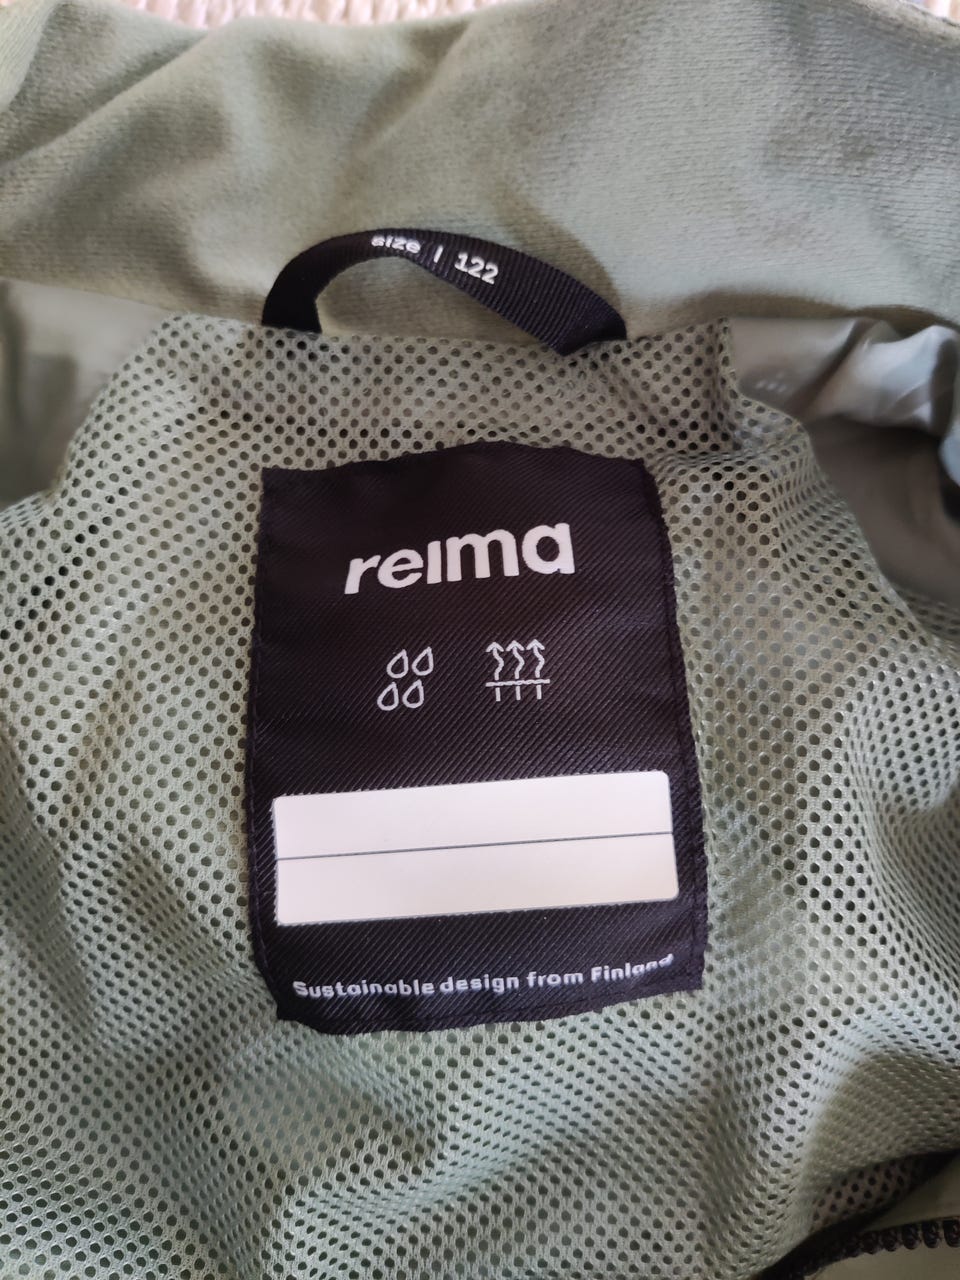 size | 122
reima
Sustainable design from Finland